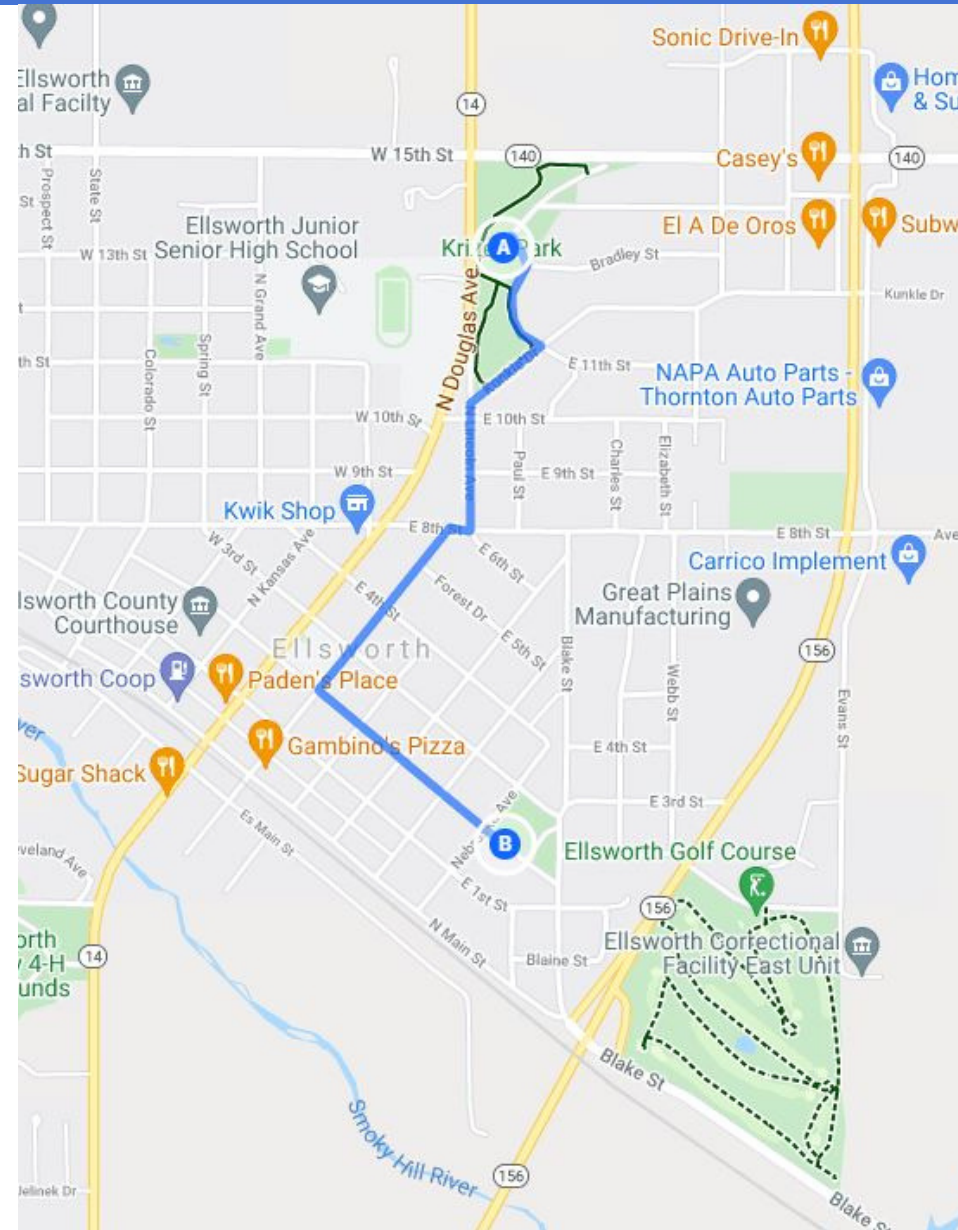 Sonic Drive-In
Ellsworth
al Facilty
Hom
& Su
14
h St
W 15th St
140
Casey's
140
Prospect St
State St
St
Ellsworth Junior
Senior High School
El A De Oros
Subw
Park
A
W 13th St
Bradley St
N Grand Ave
N Douglas Ave
Kunkle Dr
t
Spring St
Colorado St
th St
E 11th St
Kunkle Dr
NAPA Auto Parts -
Thornton Auto Parts
W 10th St
E 10th St
N Lincoln Ave
Paul St
Charles St
Elizabeth St
W 9th St
E 9th St
Kwik Shop
E 8th St
E 8th St
Ave
W 3rd St
N Kansas Ave
E 6th St
Carrico Implement
E 4th St
Forest Dr
Great Plains
Manufacturing
lsworth County
Courthouse
E 5th St
Ellsworth
Blake St
156
sworth Coop
Paden's Place
Webb St
Evans St
ver
Gambino's Pizza
E 4th St
Sugar Shack
E 3rd St
Es Main St
B
Ellsworth Golf Course
eveland Ave
E 1st St
156
N Main St
Ellsworth Correctional
Facility East Unit
orth
y 4-H
unds
14
Blaine St
Blake St
Smoky Hill River
156
Jelinek Dr
Blake St